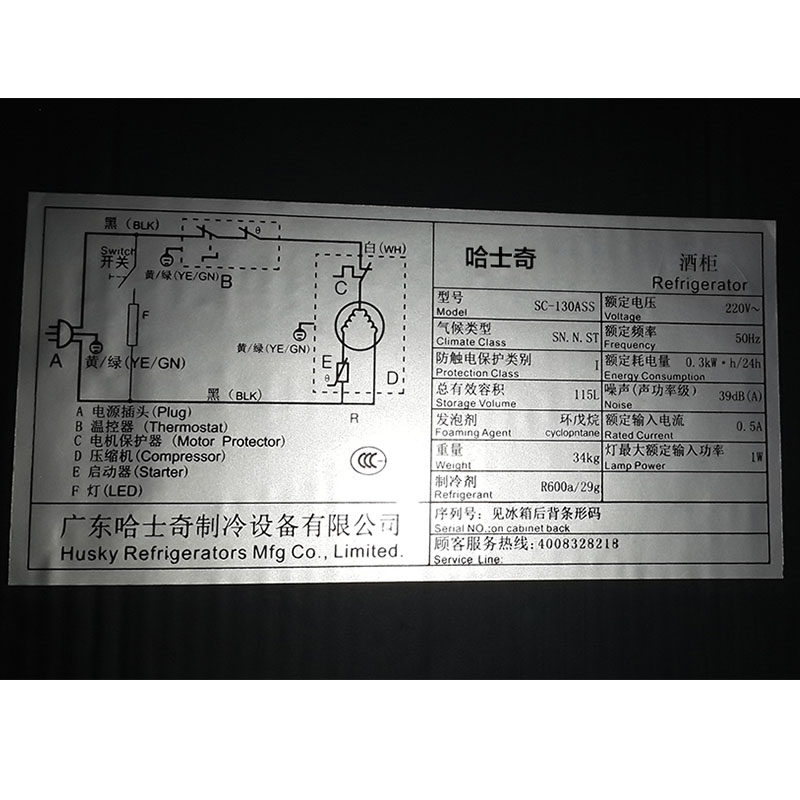 黑 (BLK)
Switch
开关
θ
白(WH)
黄/绿(YE/GN)
B
C
F
A
黄/绿(YE/GN)
黄/绿(YE/GN)
E
θ
D
黑 (BLK)
R
A 电源插头(Plug)
B 温控器 (Thermostat)
C 电机保护器 (Motor Protector)
D 压缩机(Compressor)
E 启动器(Starter)
F 灯(LED)
CCC
广东哈士奇制冷设备有限公司
Husky Refrigerators Mfg Co., Limited.
哈士奇 酒柜
Refrigerator
型号 Model SC-130ASS 额定电压 Voltage 220V~
气候类型 Climate Class SN.N.ST 额定频率 Frequency 50Hz
防触电保护类别 Protection Class I 额定耗电量 Energy Consumption 0.3kW·h/24h
总有效容积 Storage Volume 115L 噪声(声功率级) Noise 39dB(A)
发泡剂 Foaming Agent 环戊烷 cyclopntane 额定输入电流 Rated Current 0.5A
重量 Weight 34kg 灯最大额定输入功率 Lamp Power 1W
制冷剂 Refrigerant R600a/29g
序列号: 见冰箱后背条形码
Serial NO.:on cabinet back
顾客服务热线:4008328218
Service Line: